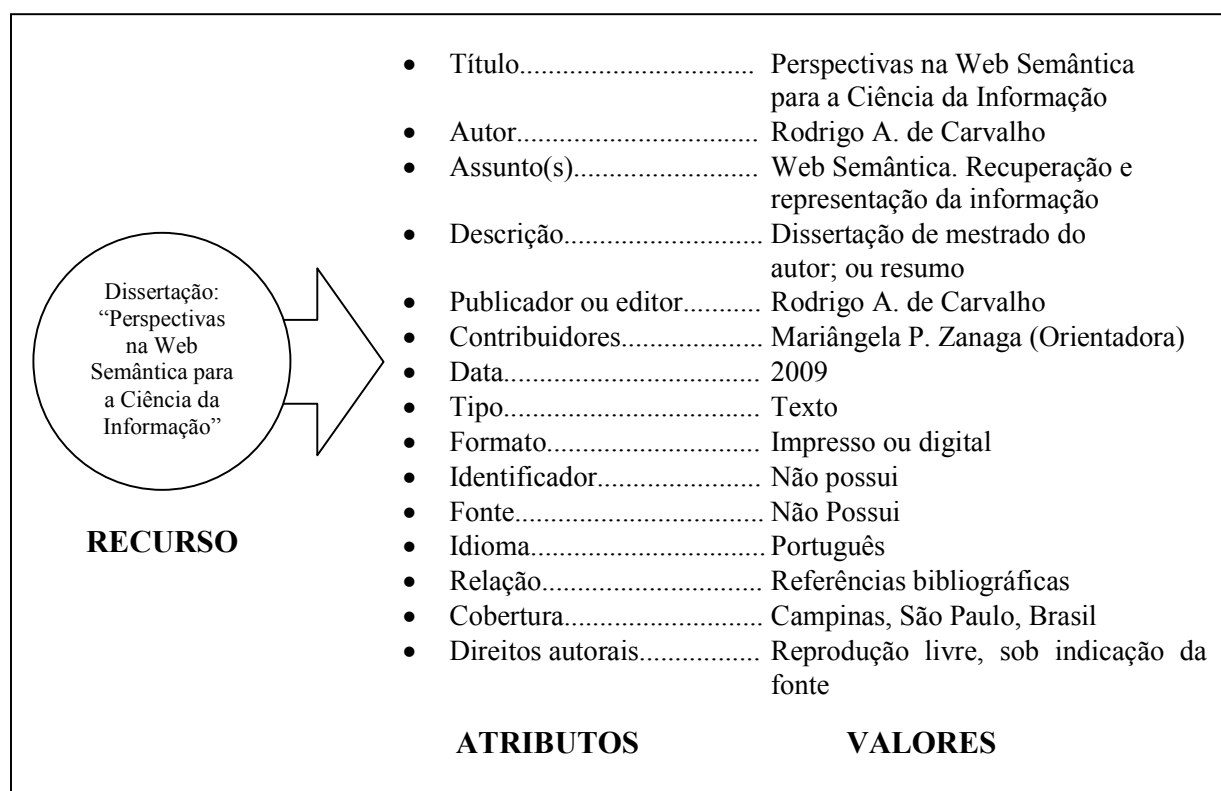 Dissertação:
“Perspectivas
na Web
Semântica para
a Ciência da
Informação”
RECURSO
• Título................................. Perspectivas na Web Semântica
para a Ciência da Informação
• Autor.................................. Rodrigo A. de Carvalho
• Assunto(s).......................... Web Semântica. Recuperação e
representação da informação
• Descrição............................ Dissertação de mestrado do
autor; ou resumo
• Publicador ou editor........... Rodrigo A. de Carvalho
• Contribuidores.................... Mariângela P. Zanaga (Orientadora)
• Data.................................... 2009
• Tipo.................................... Texto
• Formato.............................. Impresso ou digital
• Identificador....................... Não possui
• Fonte................................... Não Possui
• Idioma................................. Português
• Relação............................... Referências bibliográficas
• Cobertura............................ Campinas, São Paulo, Brasil
• Direitos autorais................. Reprodução livre, sob indicação da
fonte
ATRIBUTOS VALORES